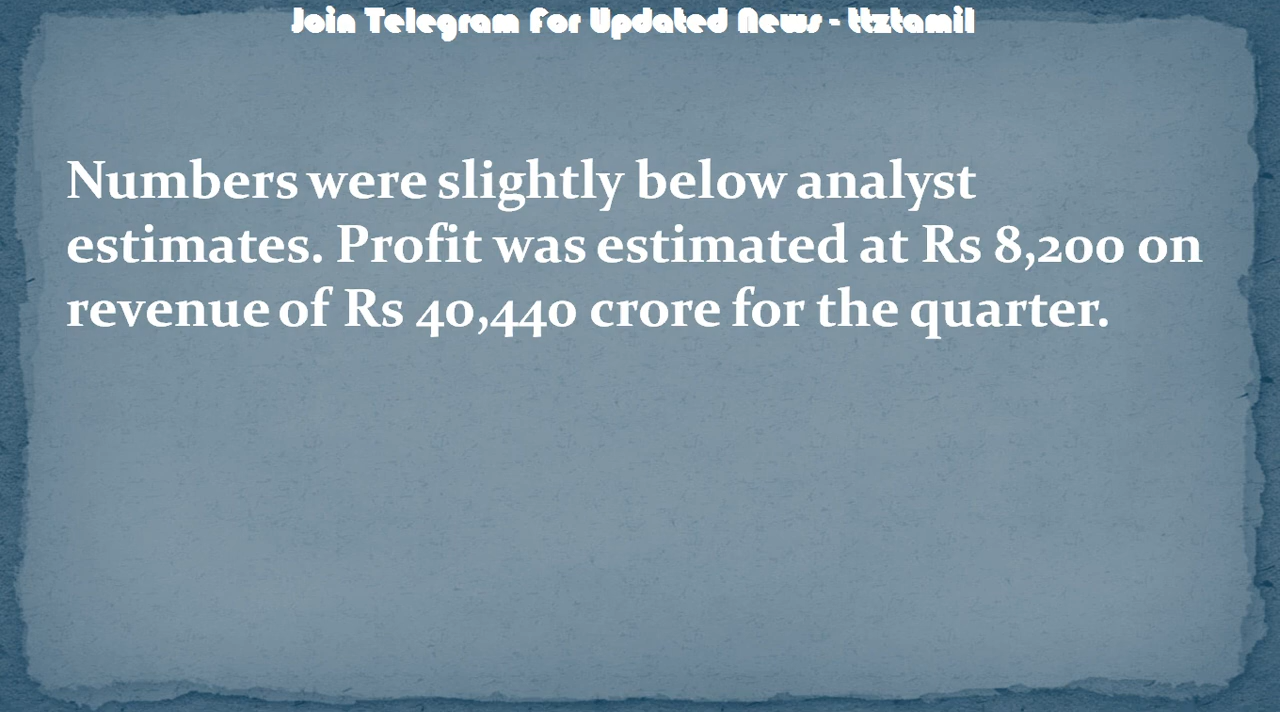 Join Telegram For Updated News - ttztamil
Numbers were slightly below analyst
estimates. Profit was estimated at Rs 8,200 on
revenue of Rs 40,440 crore for the quarter.